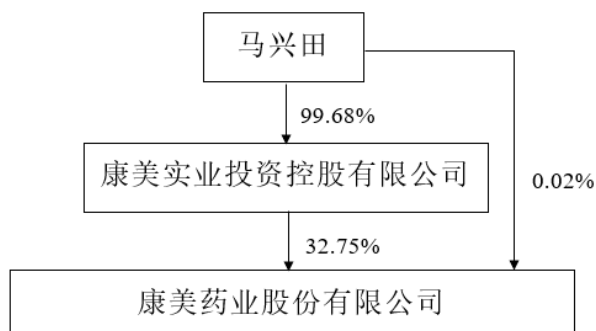 马兴田
99.68%
康美实业投资控股有限公司
0.02%
32.75%
康美药业股份有限公司